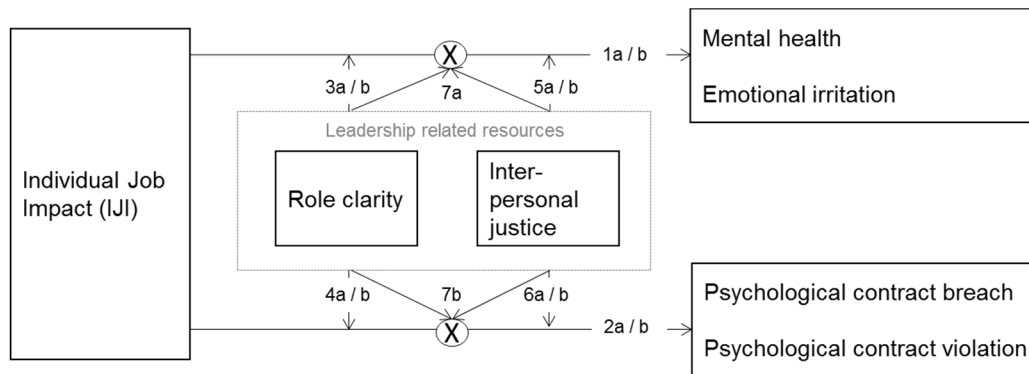 Individual Job
Impact (IJI)
X
1a / b
Mental health
Emotional irritation
3a / b
7a
5a / b
Leadership related resources
Role clarity
Inter-
personal
justice
4a / b
7b
6a / b
X
2a / b
Psychological contract breach
Psychological contract violation